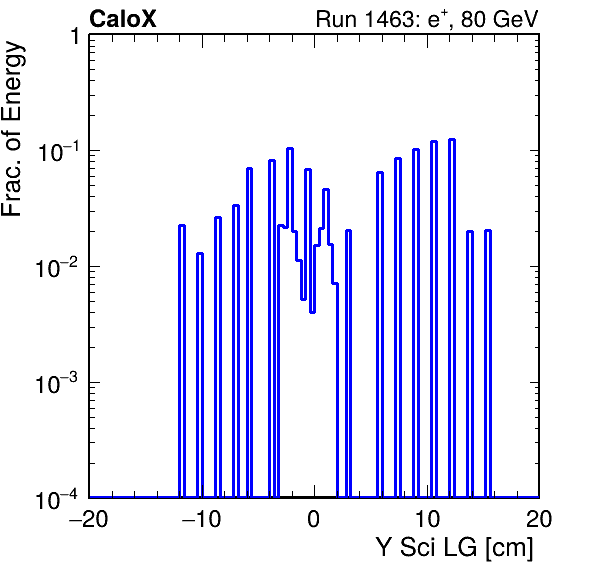 CaloX Run 1463: e⁺, 80 GeV
Frac. of Energy
1
10⁻¹
10⁻²
10⁻³
10⁻⁴
−20 −10 0 10 20
Y Sci LG [cm]